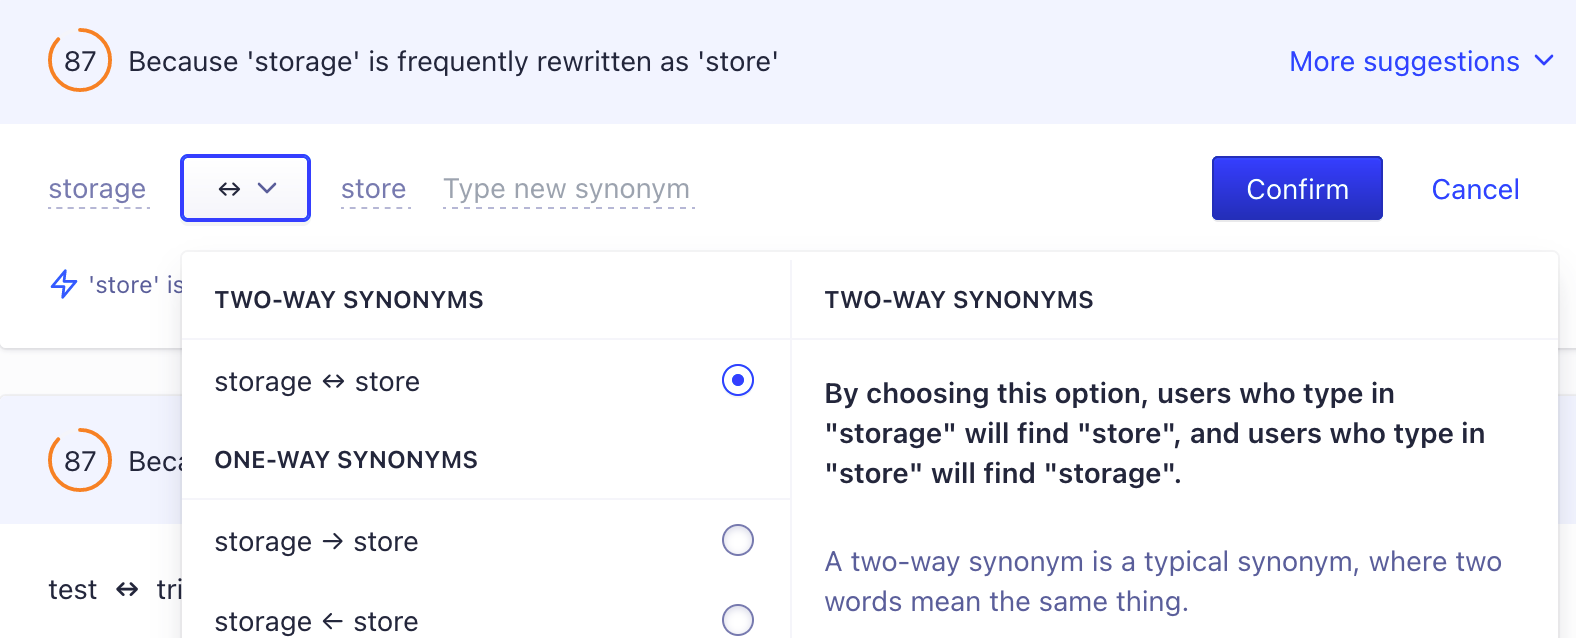 87 Because 'storage' is frequently rewritten as 'store' More suggestions
storage ↔ store Type new synonym Confirm Cancel
'store' is
TWO-WAY SYNONYMS
storage ↔ store
ONE-WAY SYNONYMS
storage → store
storage ← store
TWO-WAY SYNONYMS
By choosing this option, users who type in
"storage" will find "store", and users who type in
"store" will find "storage".
A two-way synonym is a typical synonym, where two
words mean the same thing.
87
test ↔